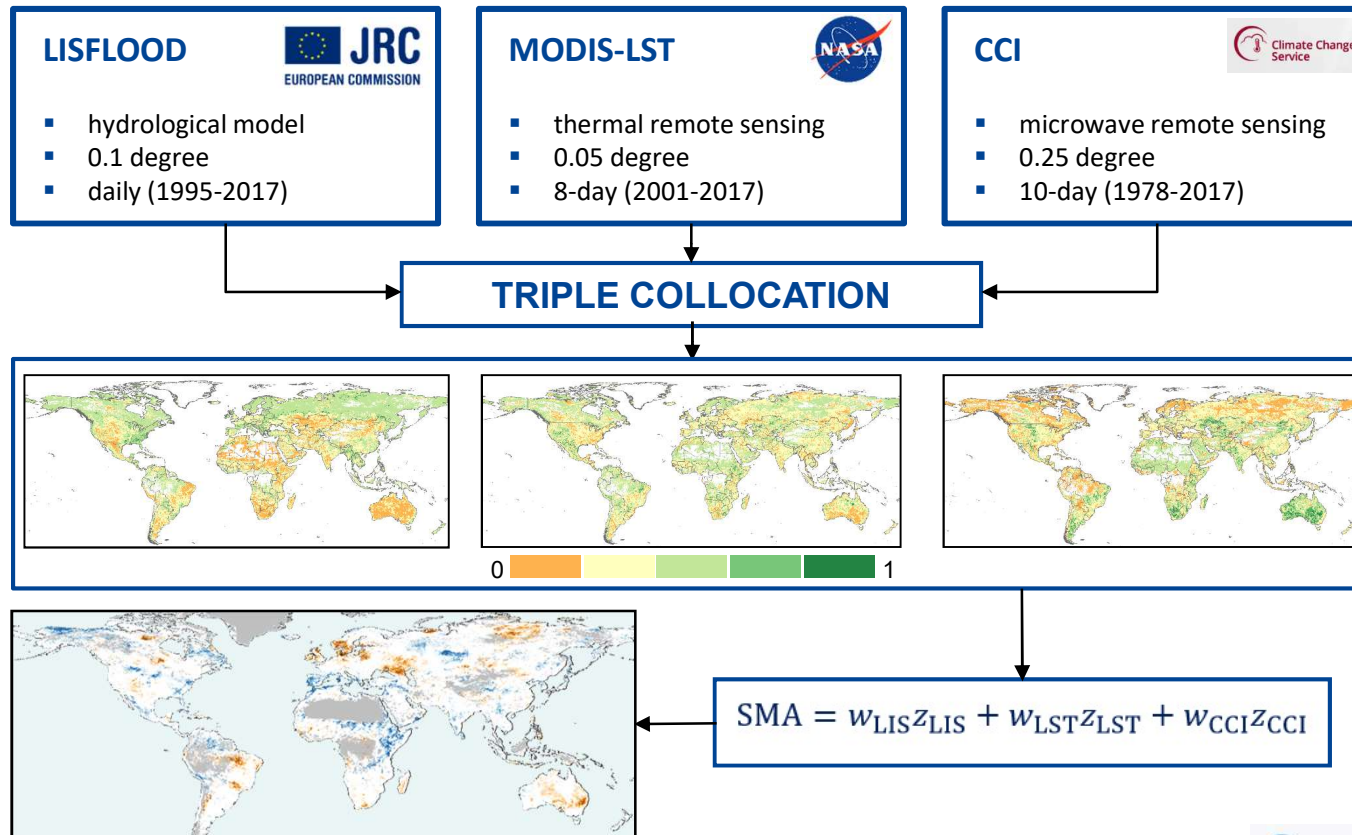 LISFLOOD
JRC
EUROPEAN COMMISSION
▪ hydrological model
▪ 0.1 degree
▪ daily (1995-2017)
MODIS-LST
NASA
▪ thermal remote sensing
▪ 0.05 degree
▪ 8-day (2001-2017)
CCI
Climate Change
Service
▪ microwave remote sensing
▪ 0.25 degree
▪ 10-day (1978-2017)
TRIPLE COLLOCATION
0 1
SMA = w_LIS z_LIS + w_LST z_LST + w_CCI z_CCI